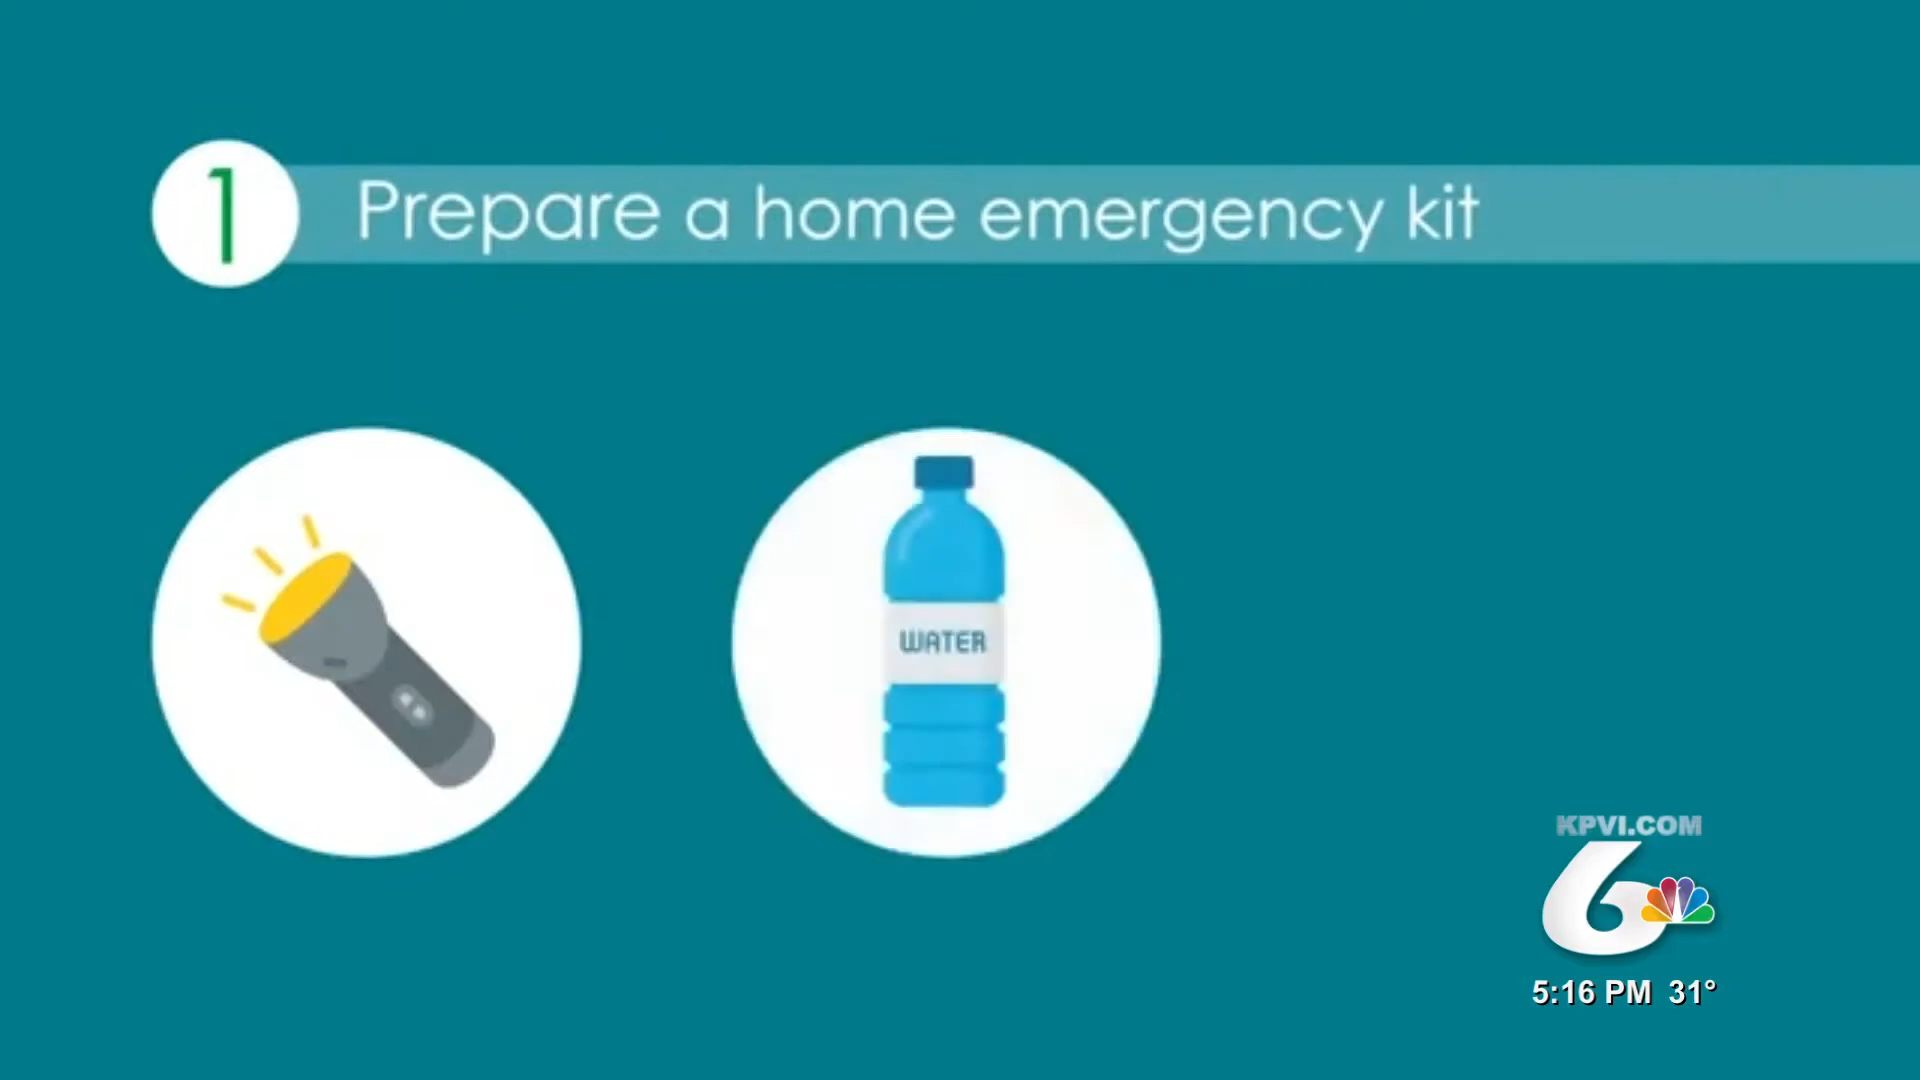 1 Prepare a home emergency kit
WATER
KPVI.COM
6
5:16 PM 31°